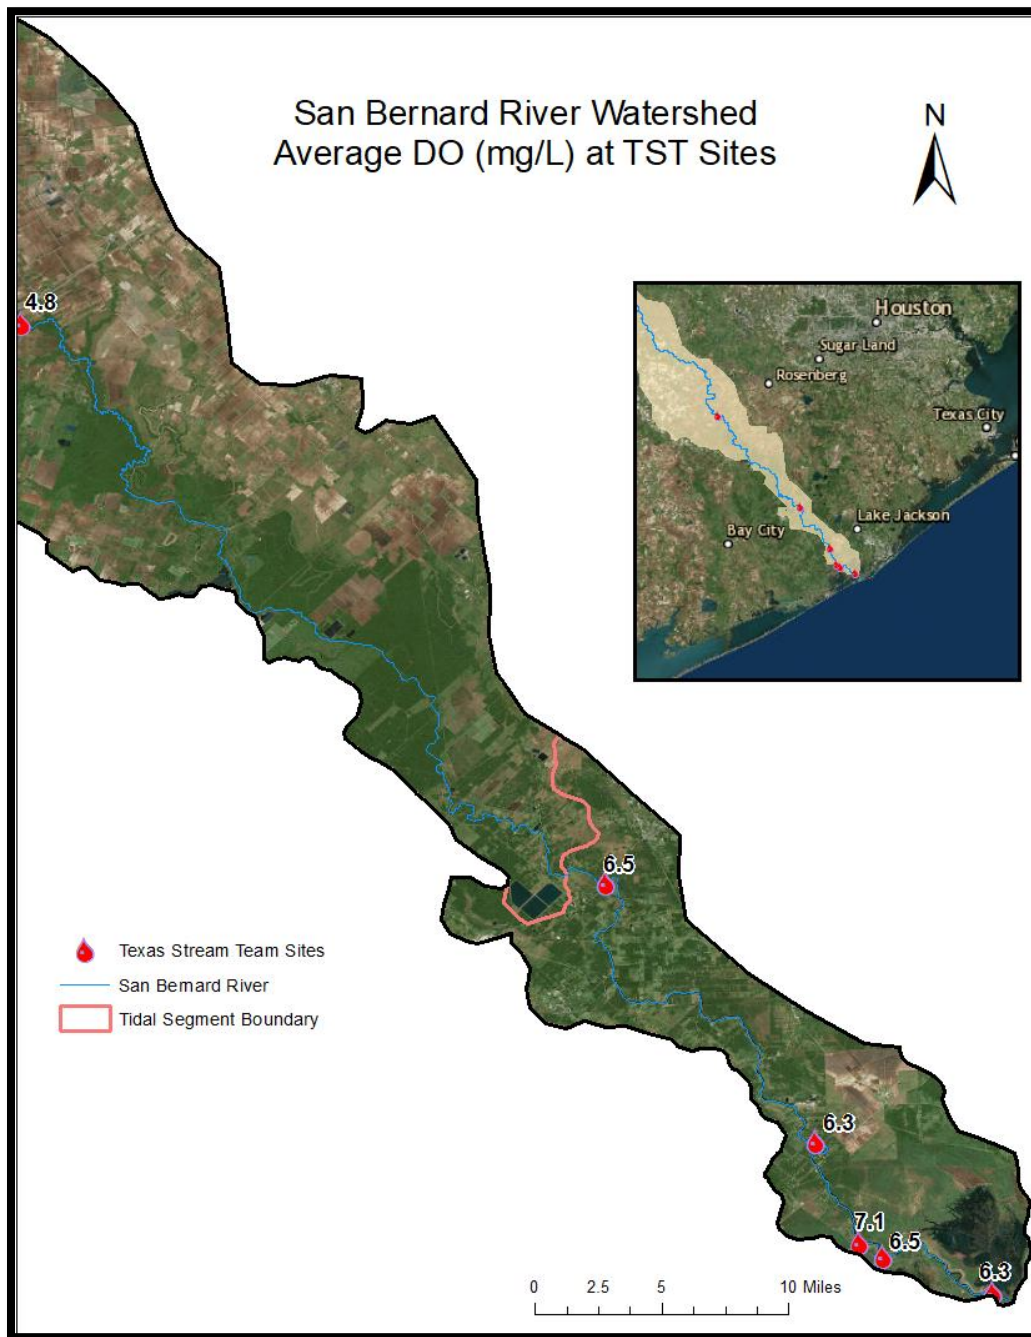 San Bernard River Watershed
Average DO (mg/L) at TST Sites
N
4.8
Houston
Sugar Land
Rosenberg
Texas City
Lake Jackson
Bay City
6.5
Texas Stream Team Sites
San Bernard River
Tidal Segment Boundary
6.3
7.1
6.5
6.3
0 2.5 5 10 Miles